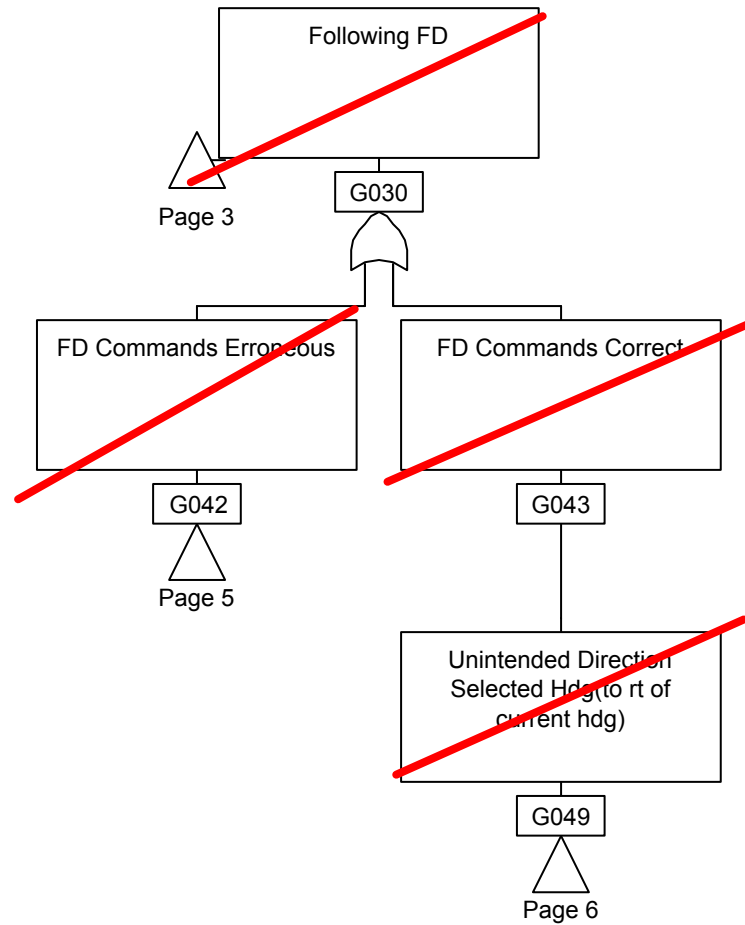 Following FD
Page 3
G030
FD Commands Erroneous
FD Commands Correct
G042
G043
Page 5
Unintended Direction
Selected Hdg(to rt of
current hdg)
G049
Page 6